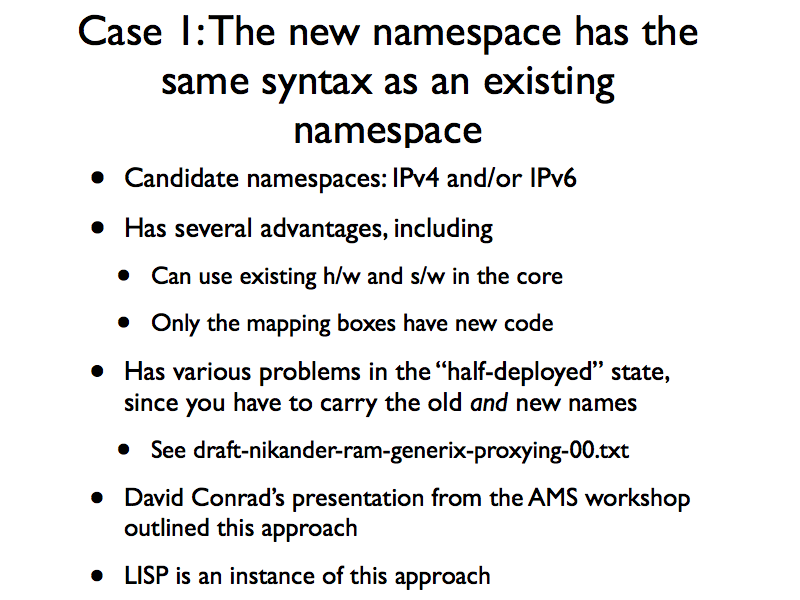 Case 1: The new namespace has the
same syntax as an existing
namespace
• Candidate namespaces: IPv4 and/or IPv6
• Has several advantages, including
• Can use existing h/w and s/w in the core
• Only the mapping boxes have new code
• Has various problems in the “half-deployed” state,
since you have to carry the old and new names
• See draft-nikander-ram-generix-proxying-00.txt
• David Conrad’s presentation from the AMS workshop
outlined this approach
• LISP is an instance of this approach